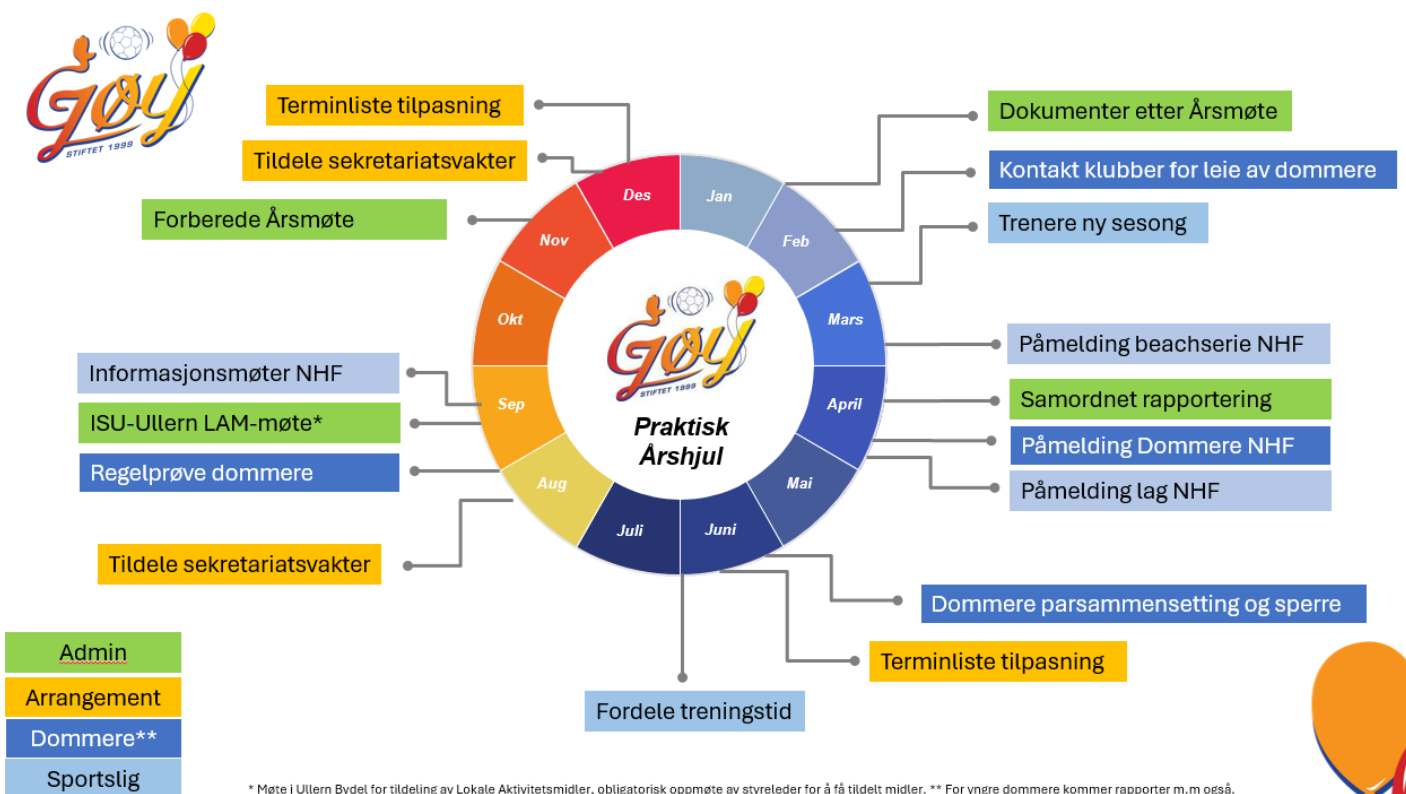 GØY
STIFTET 1999
Terminliste tilpasning
Tildele sekretariatsvakter
Forberede Årsmøte
Informasjonsmøter NHF
ISU-Ullern LAM-møte*
Regelprøve dommere
Tildele sekretariatsvakter
Dokumenter etter Årsmøte
Kontakt klubber for leie av dommere
Trenere ny sesong
Påmelding beachserie NHF
Samordnet rapportering
Påmelding Dommere NHF
Påmelding lag NHF
Dommere parsammensetting og sperre
Terminliste tilpasning
Fordele treningstid
Jan
Feb
Mars
April
Mai
Juni
Juli
Aug
Sep
Okt
Nov
Des
GØY
STIFTET 1999
Praktisk
Årshjul
Admin
Arrangement
Dommere**
Sportslig
* Møte i Ullern Bydel for tildeling av Lokale Aktivitetsmidler, obligatorisk oppmøte av styreleder for å få tildelt midler. ** For yngre dommere kommer rapporter m.m også.